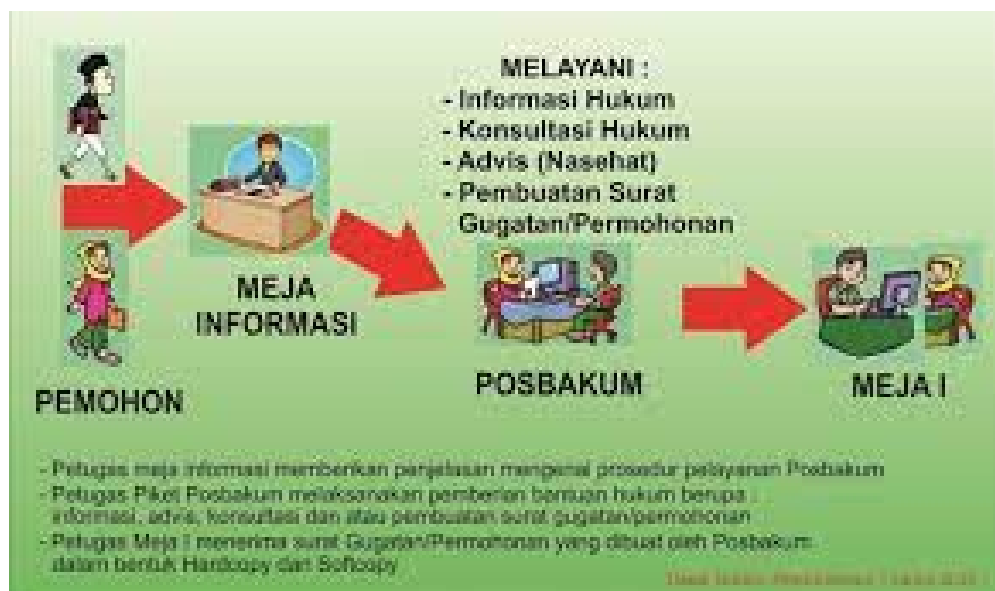 MELAYANI :
- Informasi Hukum
- Konsultasi Hukum
- Advis (Nasehat)
- Pembuatan Surat
Gugatan/Permohonan
MEJA
INFORMASI
PEMOHON
POSBAKUM
MEJA I
- Petugas meja informasi memberikan penjelasan mengenai prosedur pelayanan Posbakum
- Petugas Piket Posbakum melaksanakan pemberian bantuan hukum berupa :
informasi, advis, konsultasi dan atau pembuatan surat gugatan/permohonan
- Petugas Meja I menerima surat Gugatan/Permohonan yang dibuat oleh Posbakum
dalam bentuk Hardcopy dan Softcopy